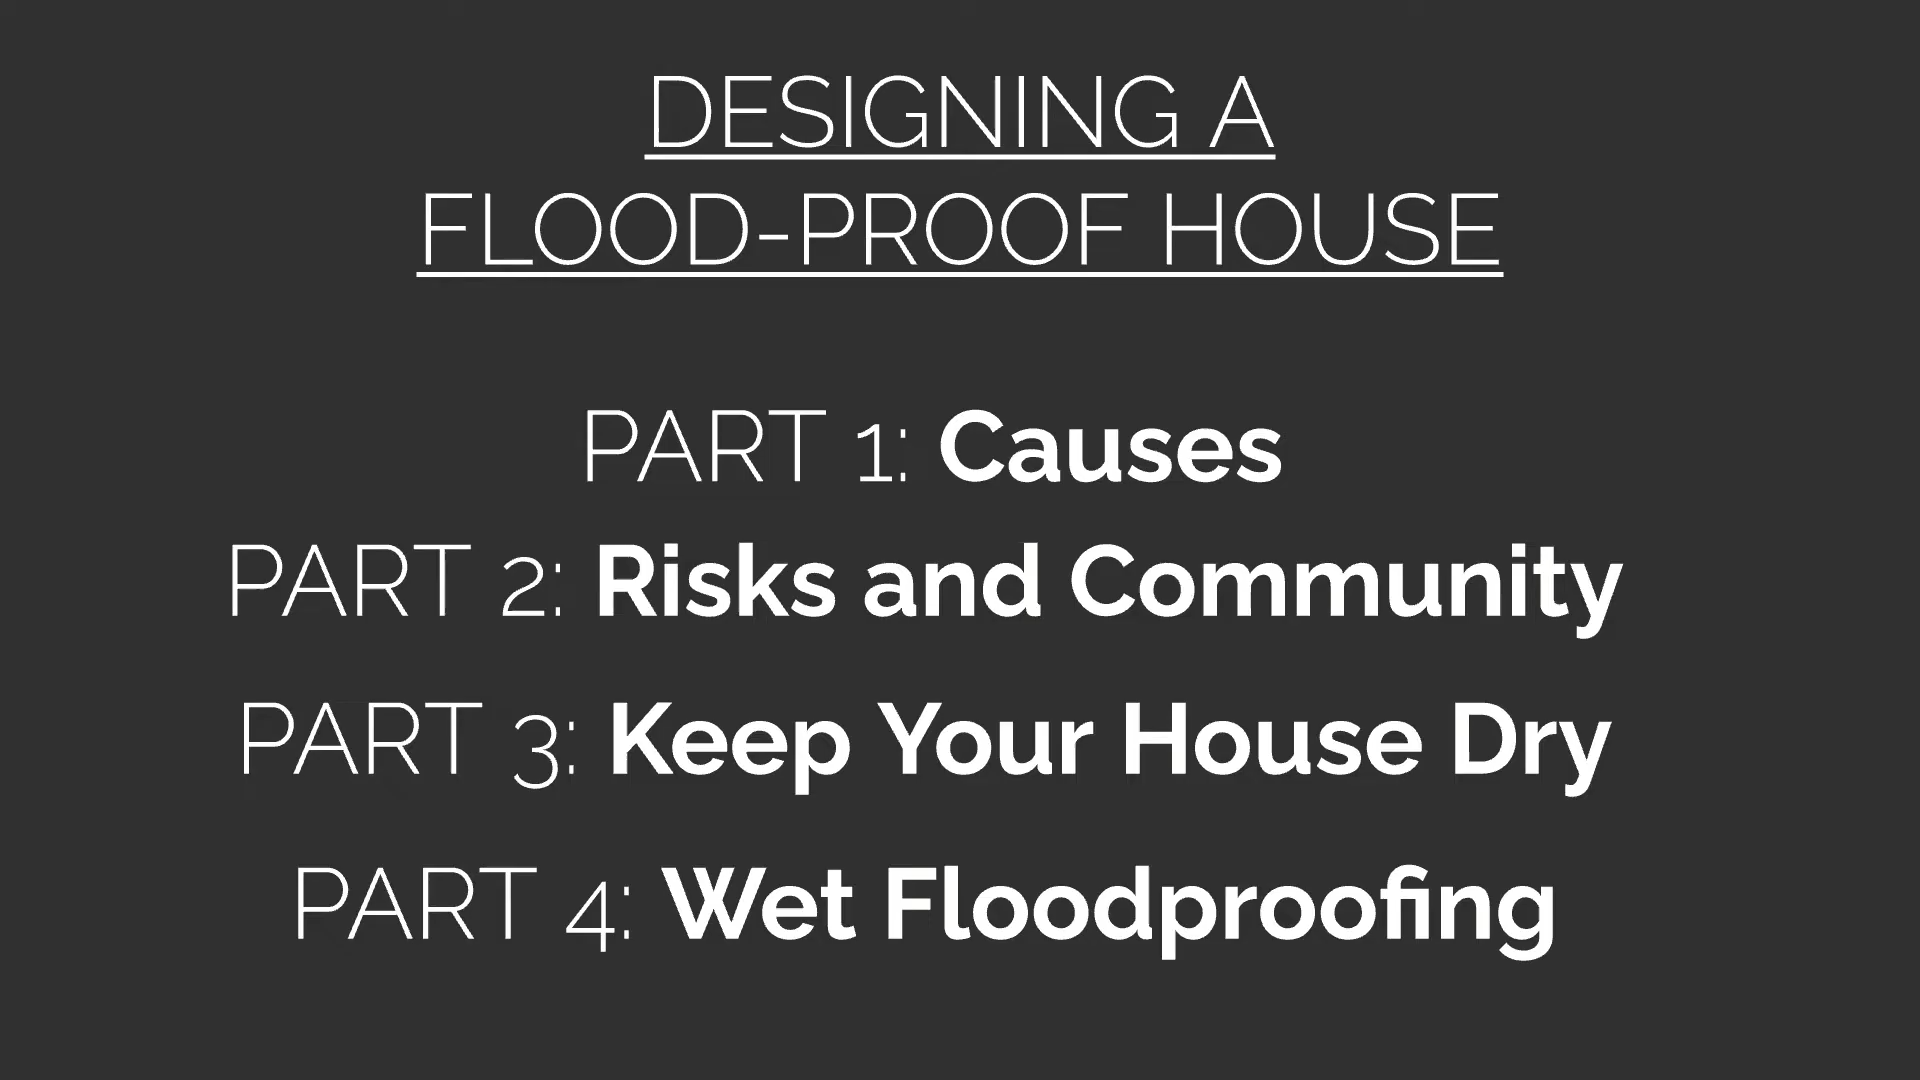 DESIGNING A
FLOOD-PROOF HOUSE
PART 1: Causes
PART 2: Risks and Community
PART 3: Keep Your House Dry
PART 4: Wet Floodproofing